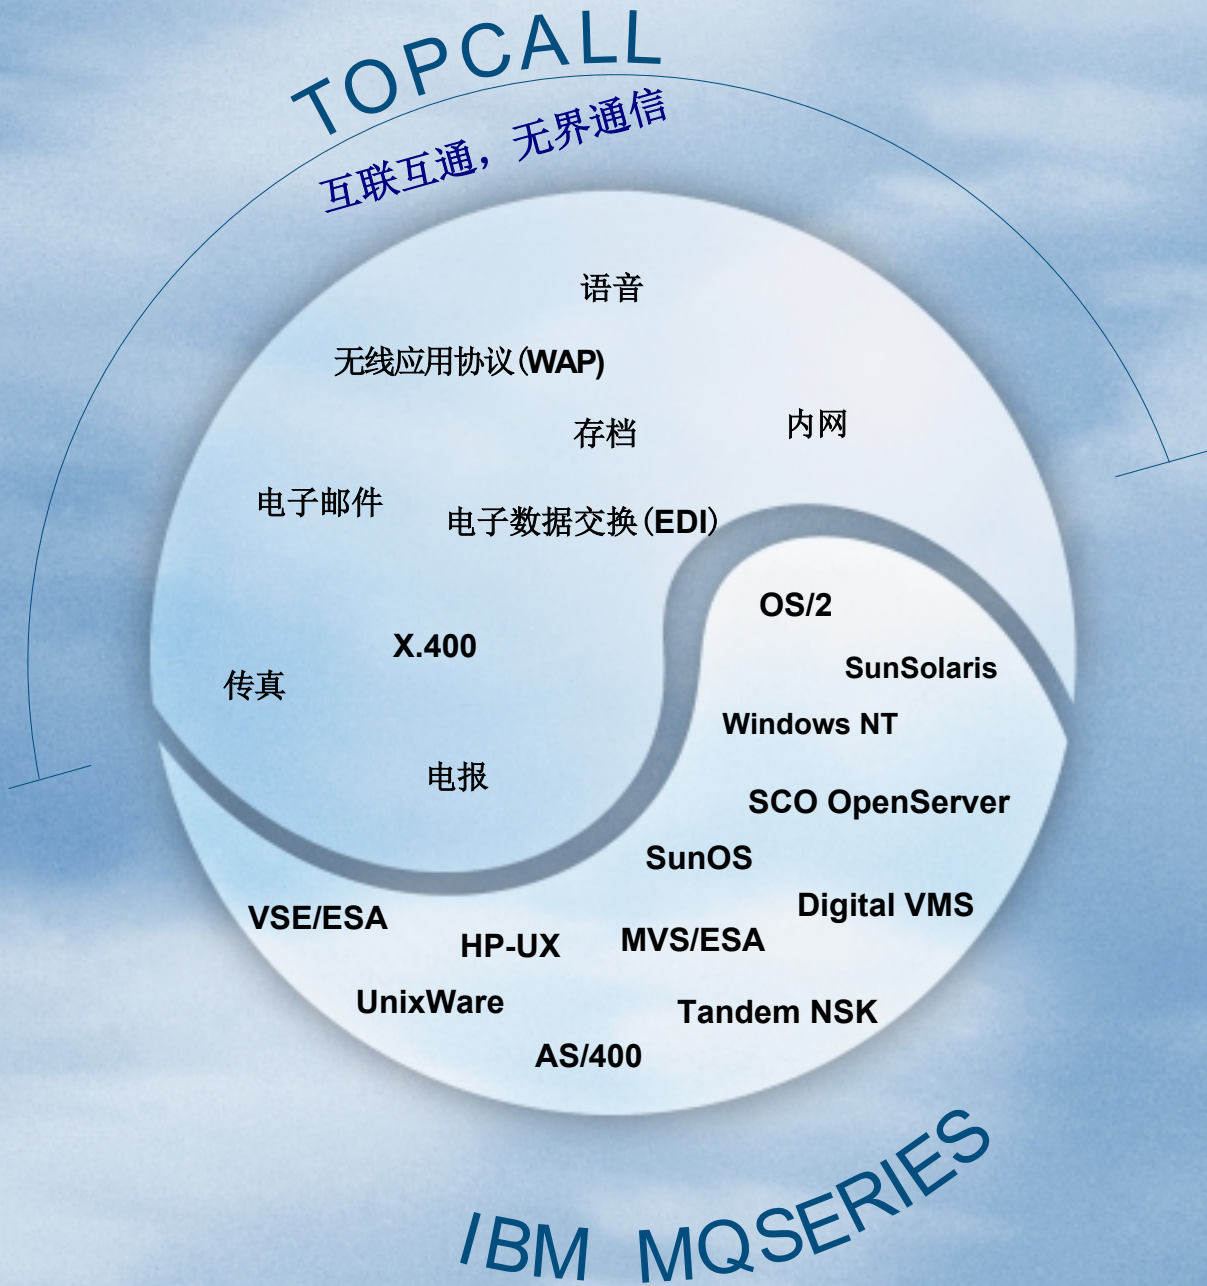 TOPCALL
互联互通，无界通信
语音
无线应用协议(WAP)
存档
内网
电子邮件
电子数据交换(EDI)
OS/2
X.400
SunSolaris
传真
Windows NT
电报
SCO OpenServer
SunOS
Digital VMS
VSE/ESA
HP-UX
MVS/ESA
UnixWare
Tandem NSK
AS/400
IBM MQSERIES